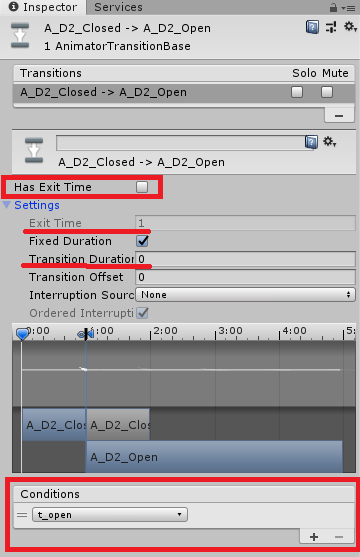 Inspector Services
A_D2_Closed -> A_D2_Open
1 AnimatorTransitionBase
Transitions Solo Mute
A_D2_Closed -> A_D2_Open
A_D2_Closed -> A_D2_Open
Has Exit Time
Settings
Exit Time 1
Fixed Duration
Transition Duration 0
Transition Offset 0
Interruption Sourc None
Ordered Interrupti
0:00 1:00 2:00 3:00 4:00 5:
A_D2_Clos A_D2_Clos
A_D2_Open
Conditions
t_open